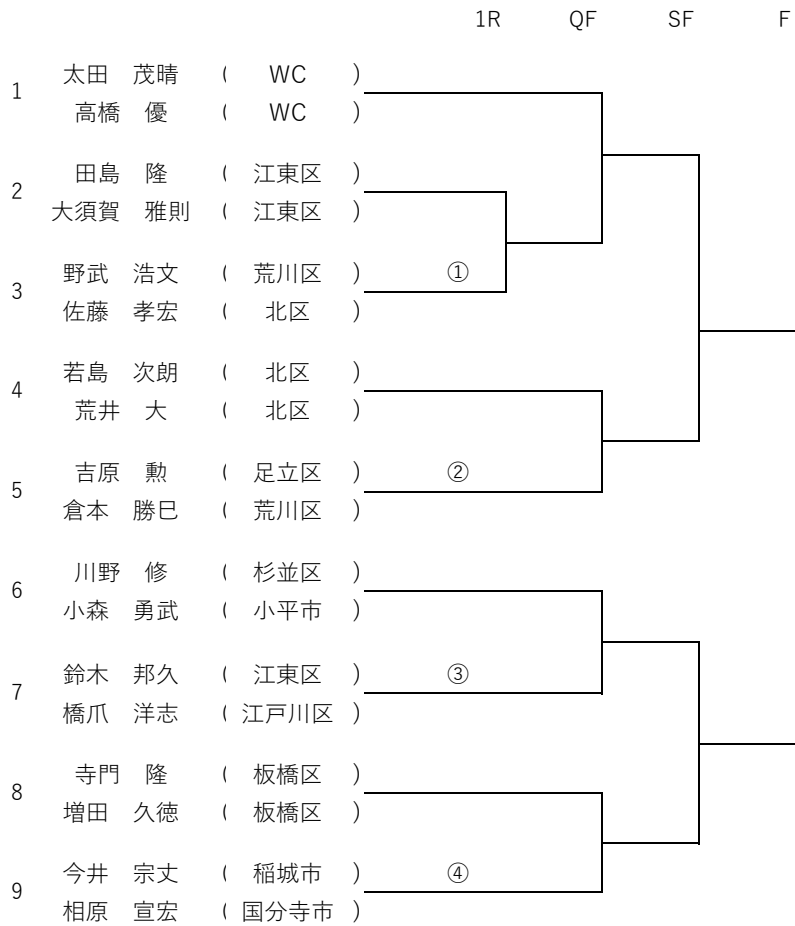 1R QF SF F
太田 茂晴 ( WC )
1
高橋 優 ( WC )
田島 隆 ( 江東区 )
2
大須賀 雅則 ( 江東区 )
野武 浩文 ( 荒川区 ) ①
3
佐藤 孝宏 ( 北区 )
若島 次朗 ( 北区 )
4
荒井 大 ( 北区 )
吉原 勲 ( 足立区 ) ②
5
倉本 勝巳 ( 荒川区 )
川野 修 ( 杉並区 )
6
小森 勇武 ( 小平市 )
鈴木 邦久 ( 江東区 ) ③
7
橋爪 洋志 ( 江戸川区 )
寺門 隆 ( 板橋区 )
8
増田 久徳 ( 板橋区 )
今井 宗丈 ( 稲城市 ) ④
9
相原 宣宏 ( 国分寺市 )